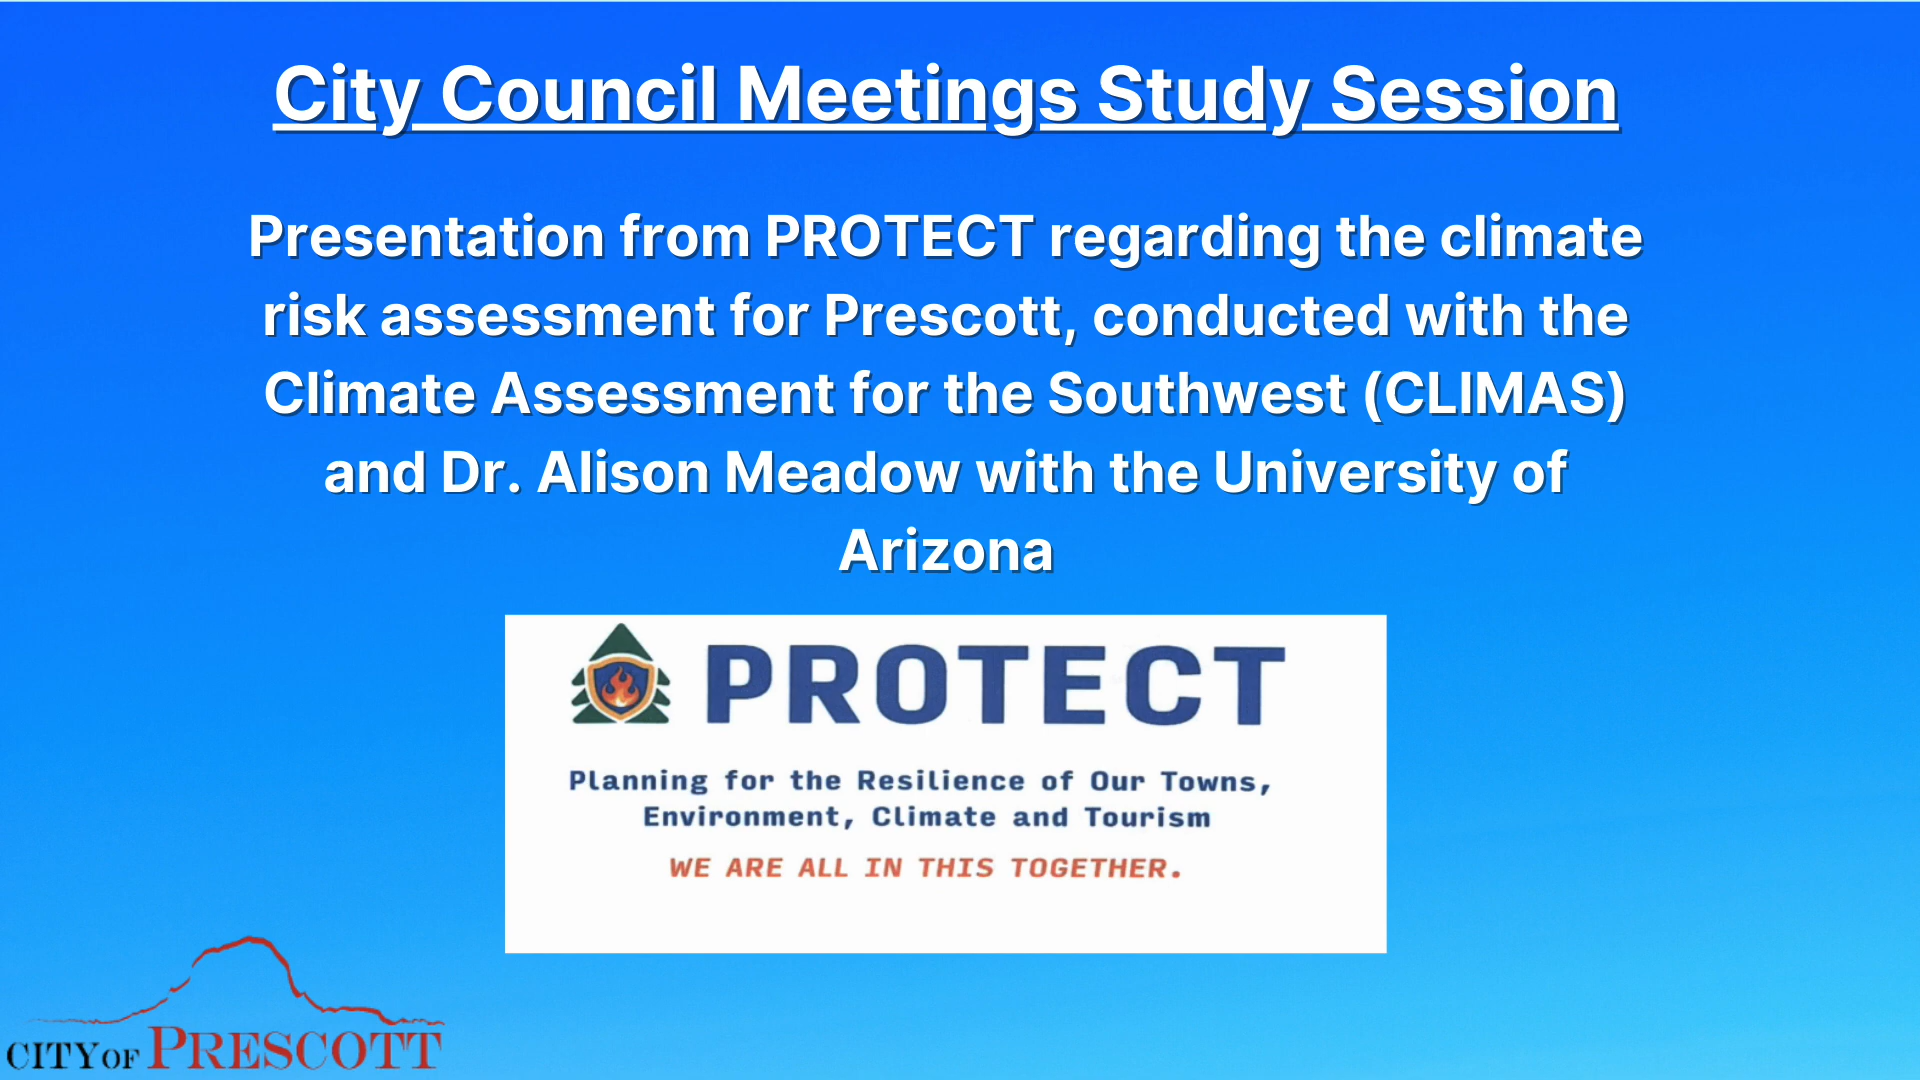 City Council Meetings Study Session
Presentation from PROTECT regarding the climate
risk assessment for Prescott, conducted with the
Climate Assessment for the Southwest (CLIMAS)
and Dr. Alison Meadow with the University of
Arizona
PROTECT
Planning for the Resilience of Our Towns,
Environment, Climate and Tourism
WE ARE ALL IN THIS TOGETHER.
CITY OF PRESCOTT